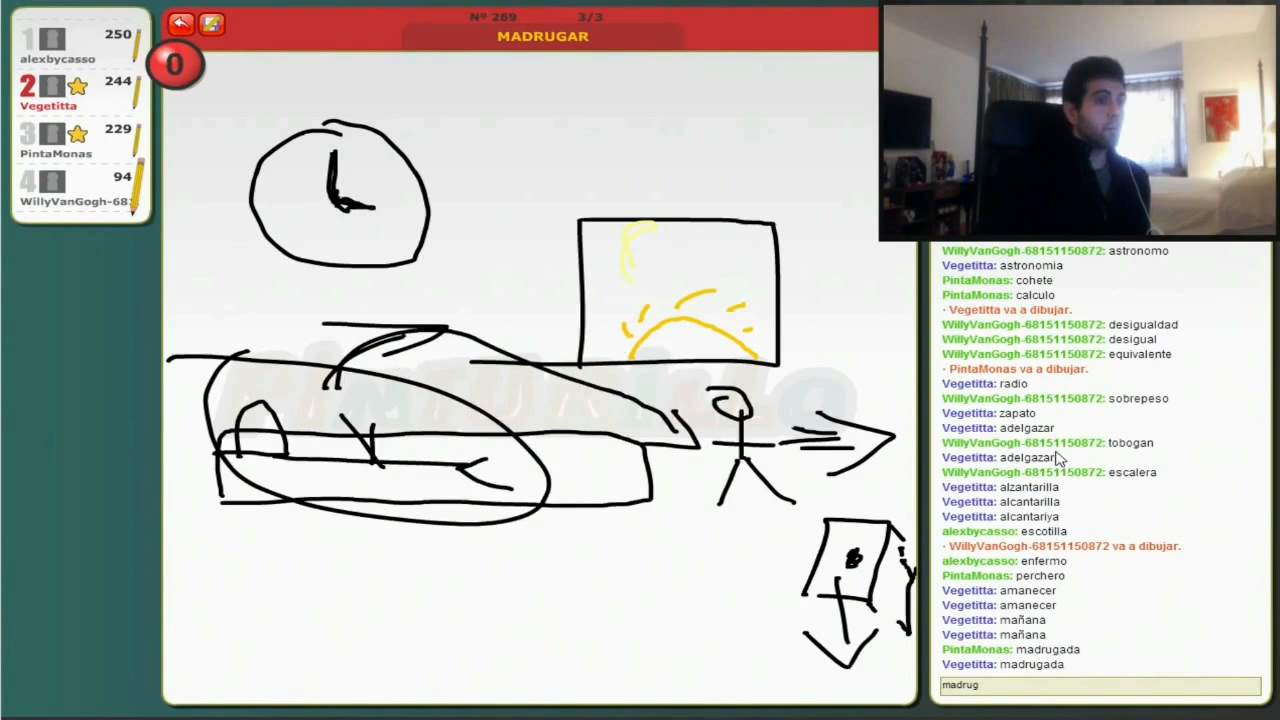 Nº 269 3/3
MADRUGAR
0
1 250
alexbycasso
2 244
Vegetitta
3 229
PintaMonas
4 94
WillyVanGogh-681
WillyVanGogh-68151150872: astronomo
Vegetitta: astronomia
PintaMonas: cohete
PintaMonas: calculo
· Vegetitta va a dibujar.
WillyVanGogh-68151150872: desigualdad
WillyVanGogh-68151150872: desigual
WillyVanGogh-68151150872: equivalente
· PintaMonas va a dibujar.
Vegetitta: radio
WillyVanGogh-68151150872: sobrepeso
Vegetitta: zapato
Vegetitta: adelgazar
WillyVanGogh-68151150872: tobogan
Vegetitta: adelgazar
WillyVanGogh-68151150872: escalera
Vegetitta: alzantarilla
Vegetitta: alcantarilla
Vegetitta: alcantariya
alexbycasso: escotilla
· WillyVanGogh-68151150872 va a dibujar.
alexbycasso: enfermo
PintaMonas: perchero
Vegetitta: amanecer
Vegetitta: amanecer
Vegetitta: mañana
Vegetitta: mañana
PintaMonas: madrugada
Vegetitta: madrugada
madrug